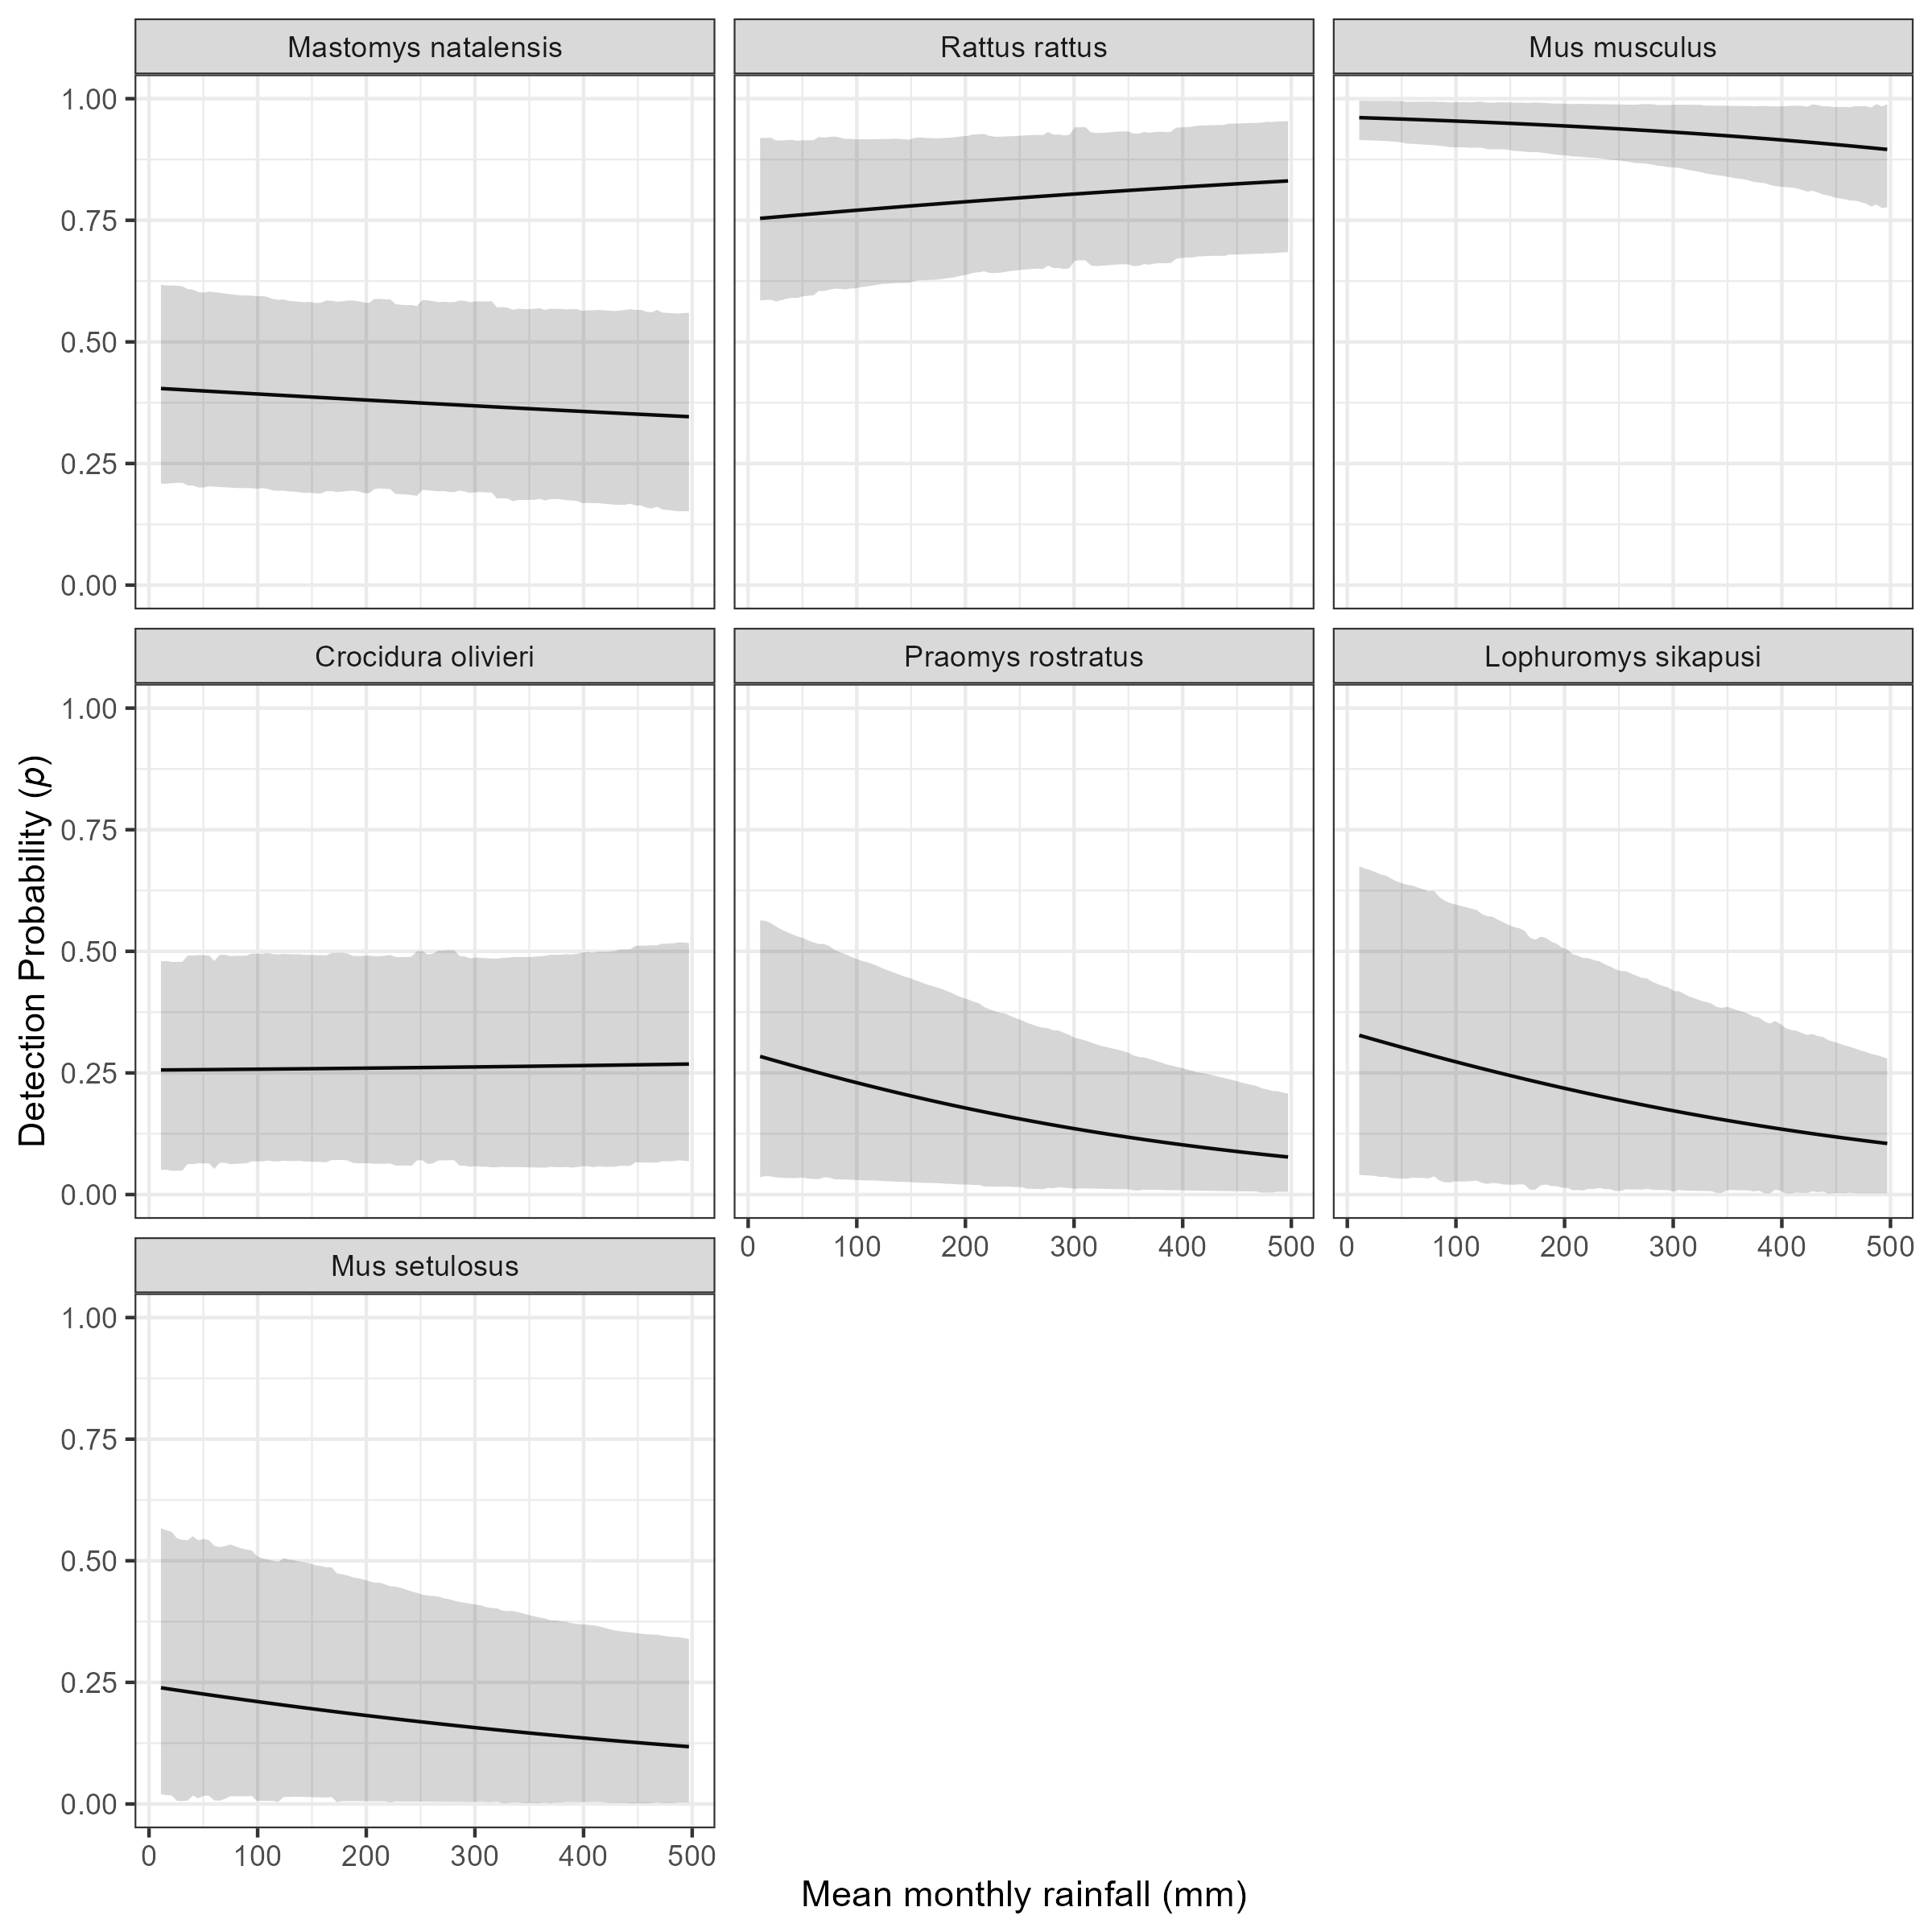 Mastomys natalensis
Rattus rattus
Mus musculus
1.00
0.75
0.50
0.25
0.00
Crocidura olivieri
Praomys rostratus
Lophuromys sikapusi
1.00
0.75
0.50
0.25
0.00
0 100 200 300 400 500
0 100 200 300 400 500
Mus setulosus
1.00
0.75
0.50
0.25
0.00
0 100 200 300 400 500
Detection Probability (p)
Mean monthly rainfall (mm)